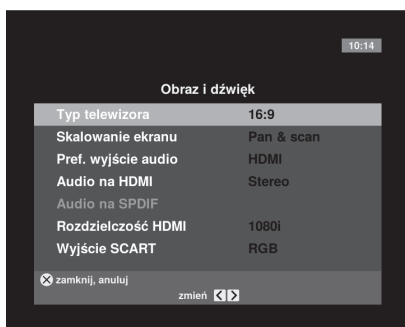 10:14
Obraz i dźwięk
Typ telewizora 16:9
Skalowanie ekranu Pan & scan
Pref. wyjście audio HDMI
Audio na HDMI Stereo
Audio na SPDIF
Rozdzielczość HDMI 1080i
Wyjście SCART RGB
zamknij, anuluj
zmień